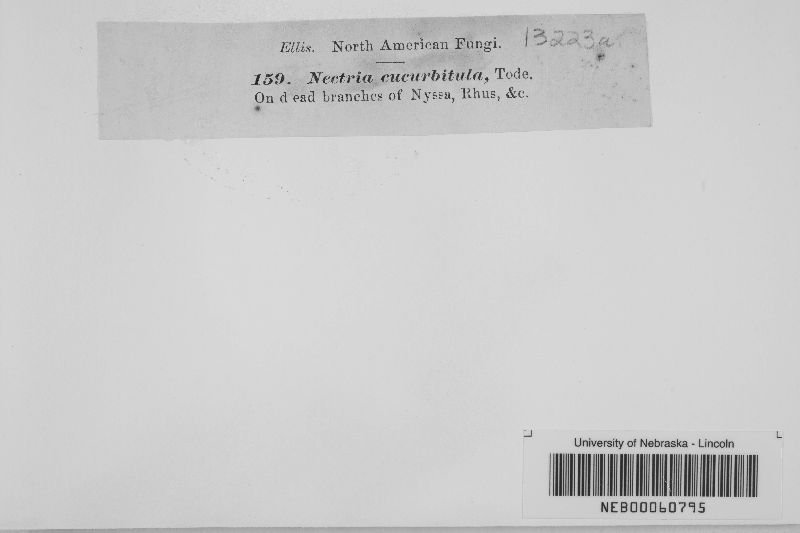 Ellis. North American Fungi. 13223a
159. Nectria cucurbitula, Tode.
On dead branches of Nyssa, Rhus, &c.
University of Nebraska - Lincoln
NEB00060795